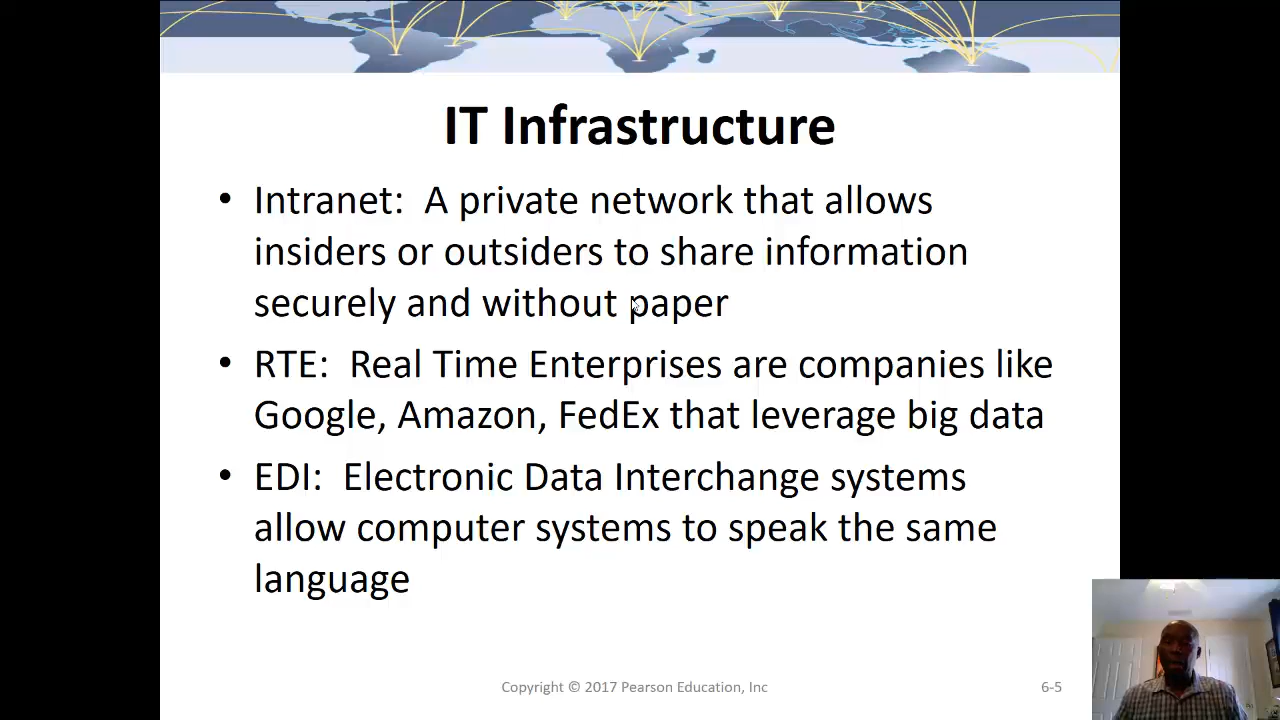 IT Infrastructure
• Intranet: A private network that allows
insiders or outsiders to share information
securely and without paper
• RTE: Real Time Enterprises are companies like
Google, Amazon, FedEx that leverage big data
• EDI: Electronic Data Interchange systems
allow computer systems to speak the same
language
Copyright © 2017 Pearson Education, Inc
6-5